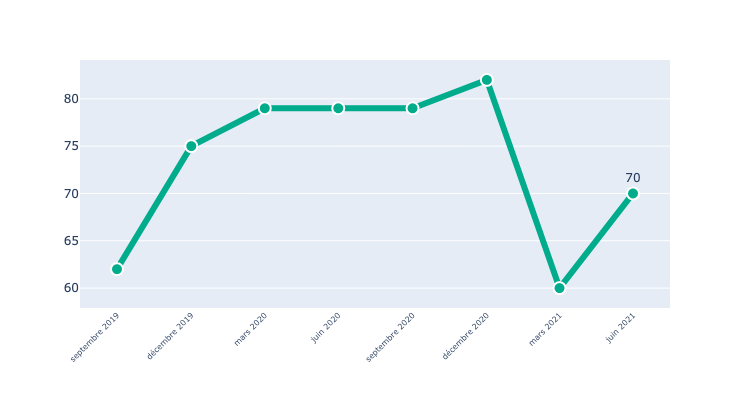 80
75
70
65
60
70
septembre 2019
décembre 2019
mars 2020
juin 2020
septembre 2020
décembre 2020
mars 2021
juin 2021